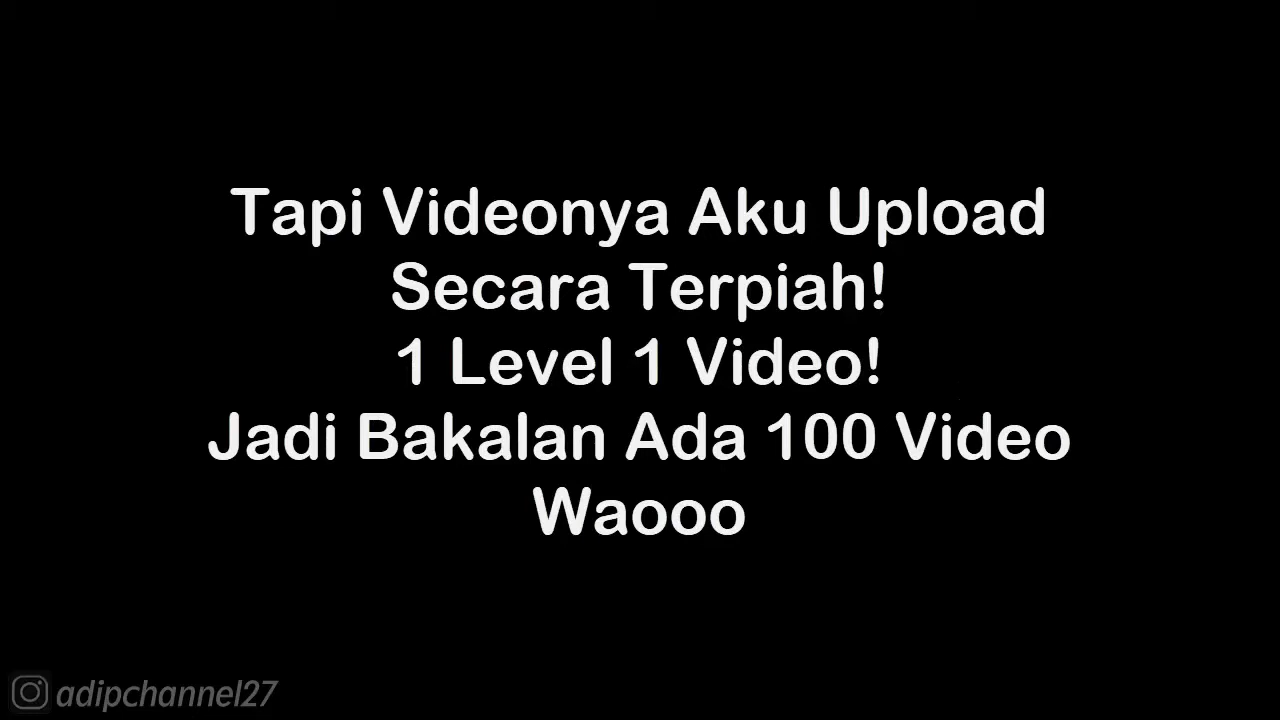 Tapi Videonya Aku Upload
Secara Terpiah!
1 Level 1 Video!
Jadi Bakalan Ada 100 Video
Waooo
adipchannel27